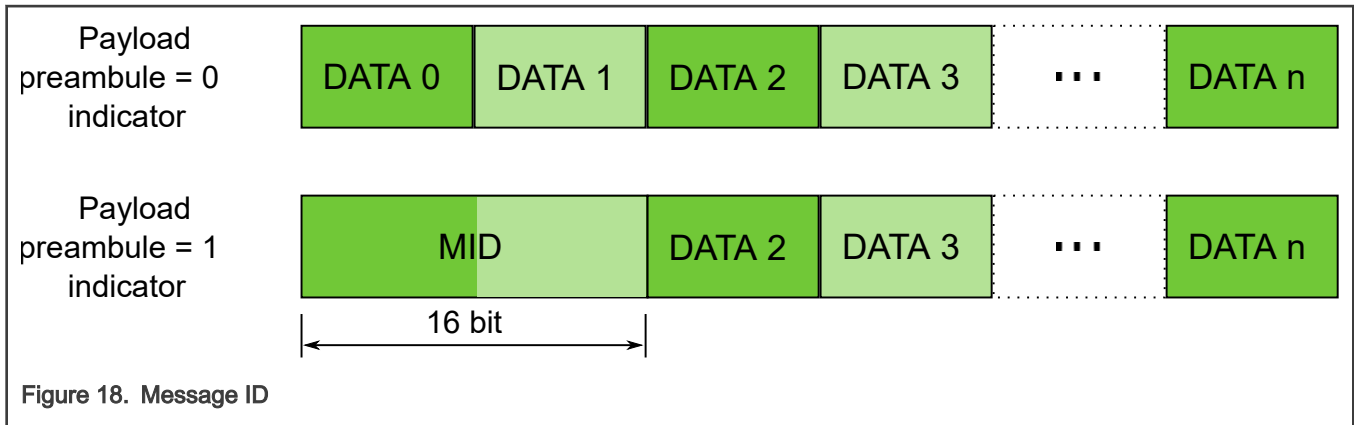 Payload
preambule = 0
indicator
DATA 0 DATA 1 DATA 2 DATA 3 ... DATA n
Payload
preambule = 1
indicator
MID DATA 2 DATA 3 ... DATA n
16 bit
Figure 18. Message ID